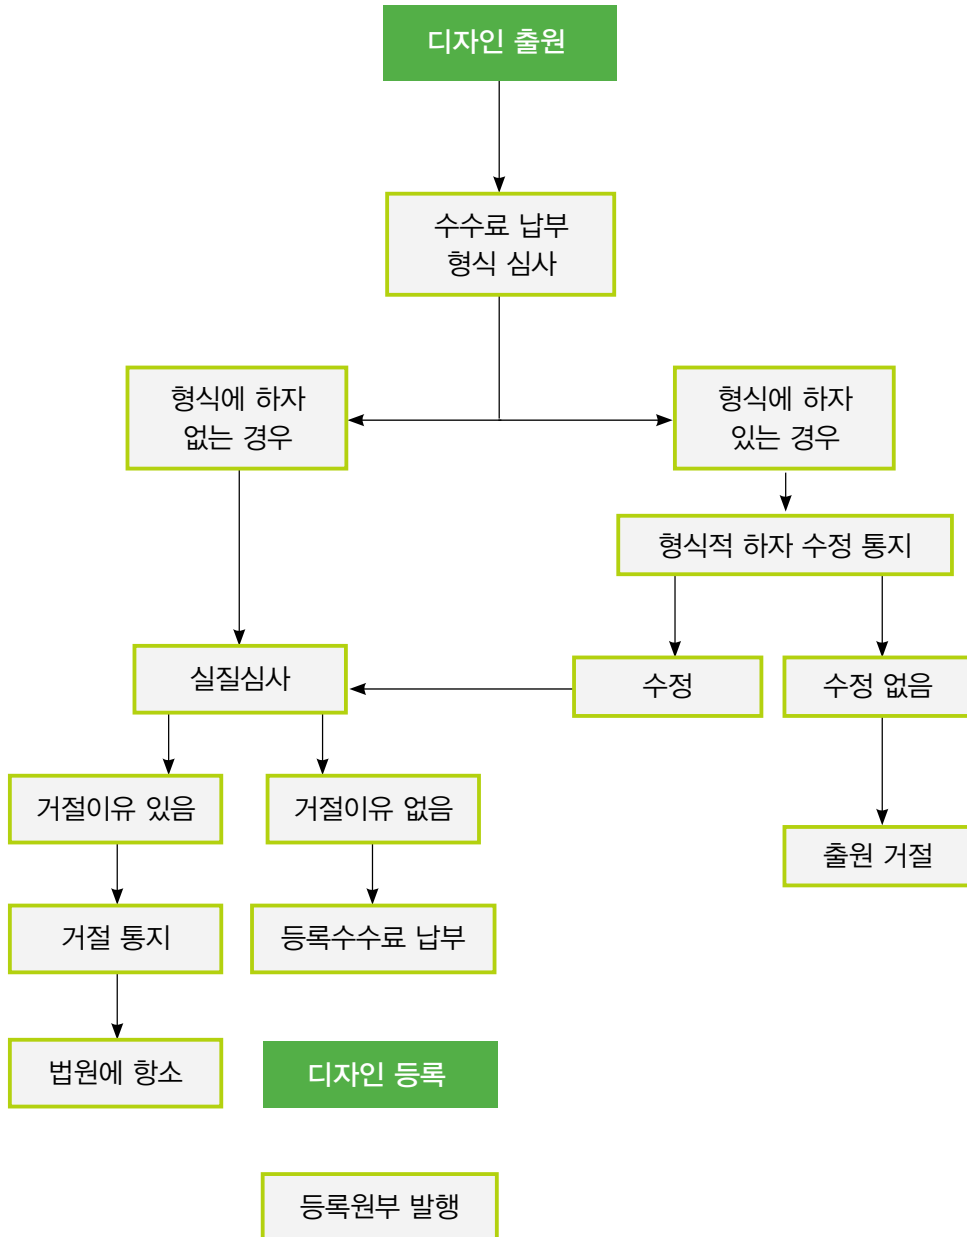 디자인 출원
수수료 납부
형식 심사
형식에 하자
없는 경우
형식에 하자
있는 경우
형식적 하자 수정 통지
실질심사
수정
수정 없음
거절이유 있음
거절이유 없음
출원 거절
거절 통지
등록수수료 납부
법원에 항소
디자인 등록
등록원부 발행